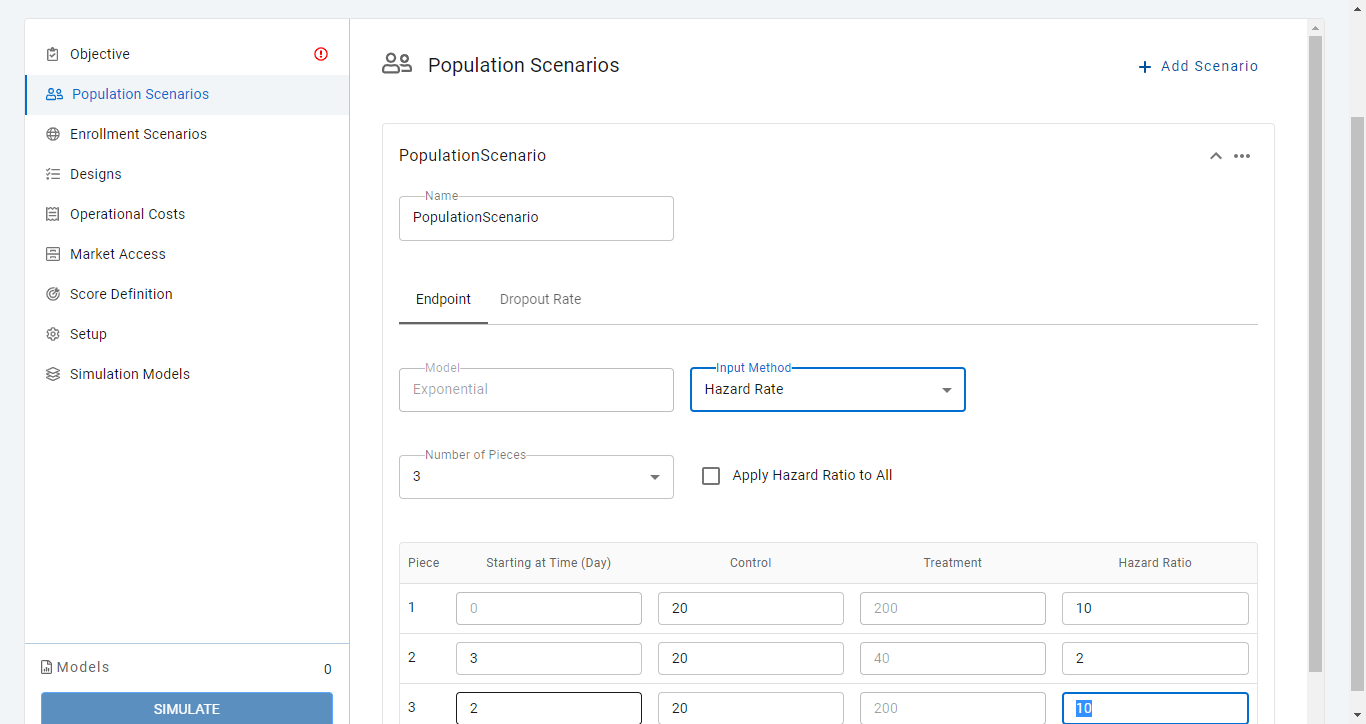 Objective
Population Scenarios
Enrollment Scenarios
Designs
Operational Costs
Market Access
Score Definition
Setup
Simulation Models
Models 0
SIMULATE
Population Scenarios
Add Scenario
PopulationScenario
Name
PopulationScenario
Endpoint Dropout Rate
Model
Exponential
Input Method
Hazard Rate
Number of Pieces
3
Apply Hazard Ratio to All
Piece Starting at Time (Day) Control Treatment Hazard Ratio
1 0 20 200 10
2 3 20 40 2
3 2 20 200 10